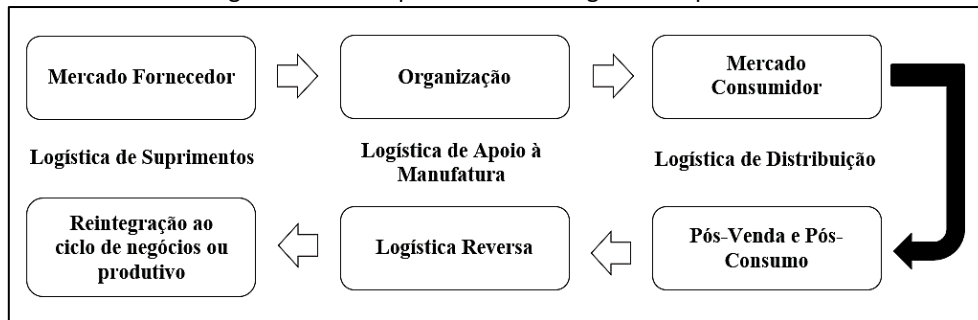 Mercado Fornecedor
Organização
Mercado
Consumidor
Logística de Suprimentos
Logística de Apoio à
Manufatura
Logística de Distribuição
Reintegração ao
ciclo de negócios ou
produtivo
Logística Reversa
Pós-Venda e Pós-
Consumo